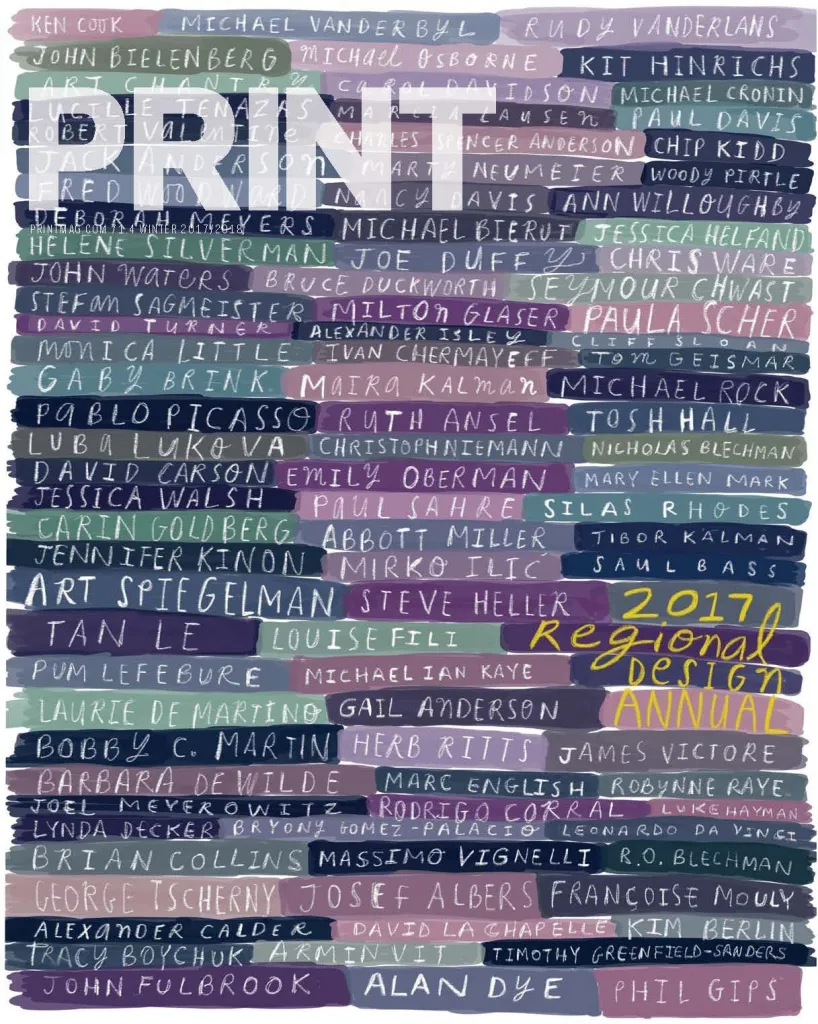 KEN COOK MICHAEL VANDERBYL RUDY VANDERLANS
JOHN BIELENBERG MICHAEL OSBORNE KIT HINRICHS
ART CHANTRY CAROL DAVIDSON MICHAEL CRONIN
PRINT
LUCILLE TENAZAS MARCIA LAUSEN PAUL DAVIS
ROBERT VALENTINE CHARLES SPENCER ANDERSON CHIP KIDD
JACK ANDERSON MARTY NEUMEIER WOODY PIRTLE
FRED WOODWARD NANCY DAVIS ANN WILLOUGHBY
DEBORAH MEYERS MICHAEL BIERUT JESSICA HELFAND
PRINTMAG.COM 71.4 WINTER 2017/2018
HELENE SILVERMAN JOE DUFFY CHRIS WARE
JOHN WATERS BRUCE DUCKWORTH SEYMOUR CHWAST
STEFAN SAGMEISTER MILTON GLASER PAULA SCHER
DAVID TURNER ALEXANDER ISLEY CLIFF SLOAN
MONICA LITTLE IVAN CHERMAYEFF TOM GEISMAR
GABY BRINK MAIRA KALMAN MICHAEL ROCK
PABLO PICASSO RUTH ANSEL TOSH HALL
LUBA LUKOVA CHRISTOPH NIEMANN NICHOLAS BLECHMAN
DAVID CARSON EMILY OBERMAN MARY ELLEN MARK
JESSICA WALSH PAUL SAHRE SILAS RHODES
CARIN GOLDBERG ABBOTT MILLER TIBOR KALMAN
JENNIFER KINON MIRKO ILIC SAUL BASS
ART SPIEGELMAN STEVE HELLER 2017
TAN LE LOUISE FILI Regional
PUM LEFEBURE MICHAEL IAN KAYE DESIGN
LAURIE DE MARTINO GAIL ANDERSON ANNUAL
BOBBY C. MARTIN HERB RITTS JAMES VICTORE
BARBARA DE WILDE MARC ENGLISH ROBYNNE RAYE
JOEL MEYEROWITZ RODRIGO CORRAL LUKE HAYMAN
LYNDA DECKER BRYONY GOMEZ-PALACIO LEONARDO DA VINCI
BRIAN COLLINS MASSIMO VIGNELLI R.O. BLECHMAN
GEORGE TSCHERNY JOSEF ALBERS FRANÇOISE MOULY
ALEXANDER CALDER DAVID LA CHAPELLE KIM BERLIN
TRACY BOYCHUK ARMIN VIT TIMOTHY GREENFIELD-SANDERS
JOHN FULBROOK ALAN DYE PHIL GIPS